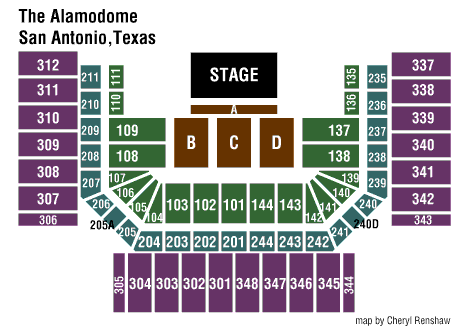 The Alamodome
San Antonio,Texas
312 211 111 STAGE 135 235 337
311 338
210 110 136 236 339
A
310 209 109 B C D 137 237 339
309 208 108 138 238 340
308 207 107 139 239 341
307 106 140 342
206 105 103 102 101 144 143 141 240
306 205A 104 142 240D 343
205 241
204 203 202 201 244 243 242
305 304 303 302 301 348 347 346 345 344
map by Cheryl Renshaw